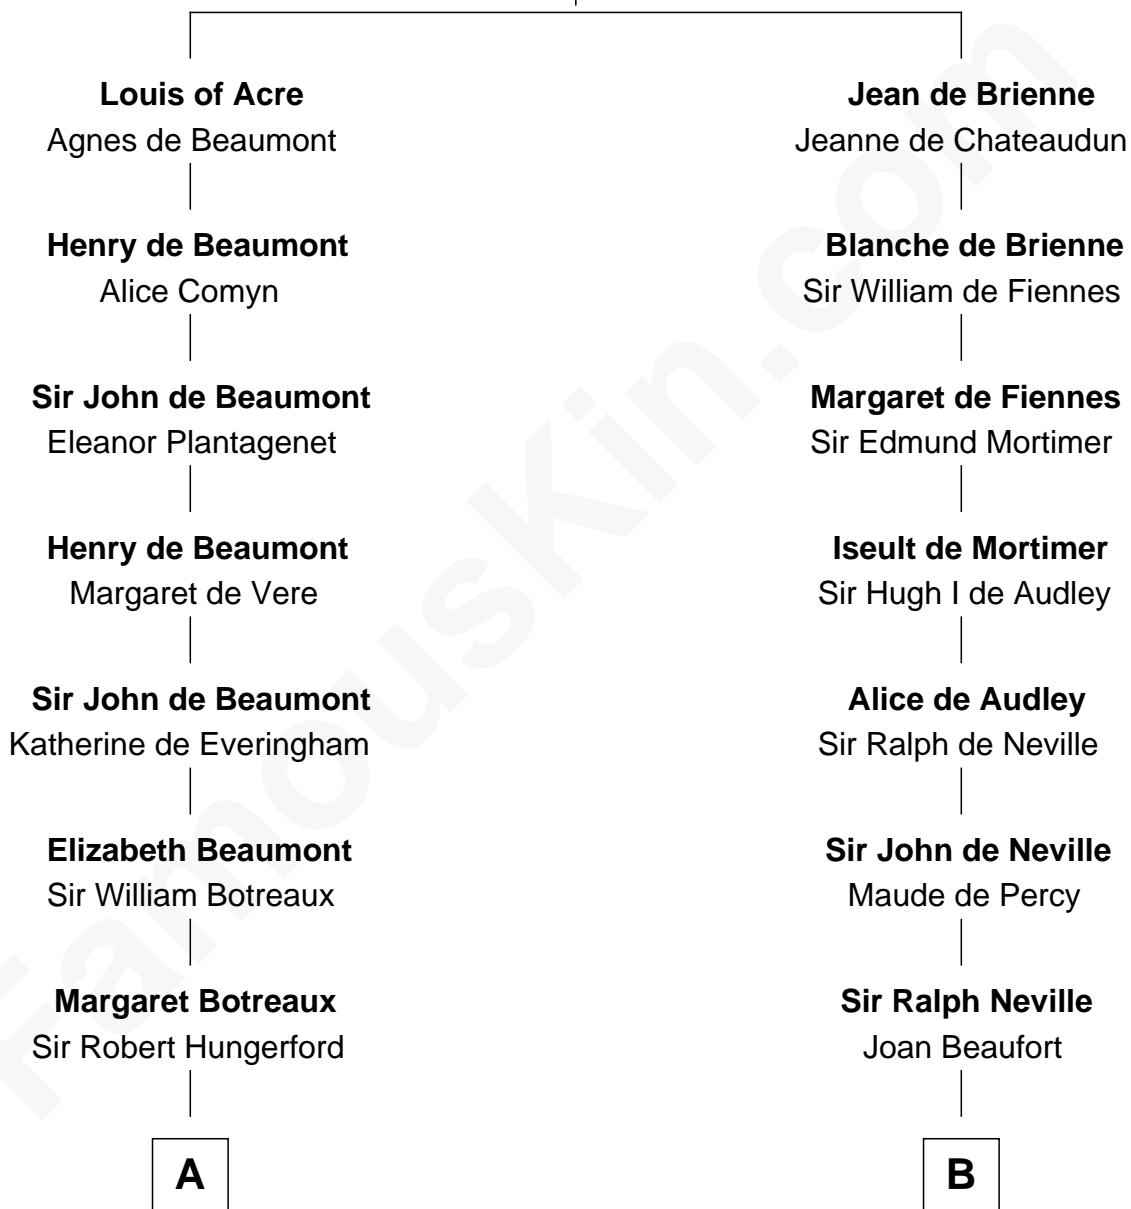 Louis of Acre
Agnes de Beaumont
Jean de Brienne
Jeanne de Chateaudun
Henry de Beaumont
Alice Comyn
Blanche de Brienne
Sir William de Fiennes
Sir John de Beaumont
Eleanor Plantagenet
Margaret de Fiennes
Sir Edmund Mortimer
Henry de Beaumont
Margaret de Vere
Iseult de Mortimer
Sir Hugh I de Audley
Sir John de Beaumont
Katherine de Everingham
Alice de Audley
Sir Ralph de Neville
Elizabeth Beaumont
Sir William Botreaux
Sir John de Neville
Maude de Percy
Margaret Botreaux
Sir Robert Hungerford
Sir Ralph Neville
Joan Beaufort
A
B
FamousKin.com